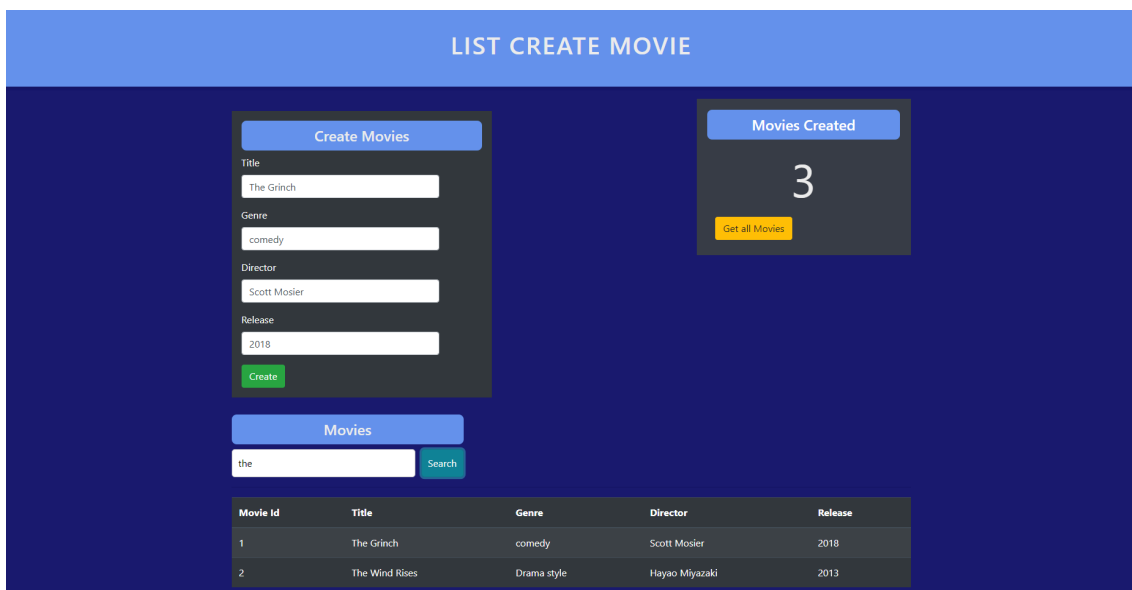 LIST CREATE MOVIE
Create Movies
Title
The Grinch
Genre
comedy
Director
Scott Mosier
Release
2018
Create
Movies Created
3
Get all Movies
Movies
the Search
Movie Id Title Genre Director Release
1 The Grinch comedy Scott Mosier 2018
2 The Wind Rises Drama style Hayao Miyazaki 2013